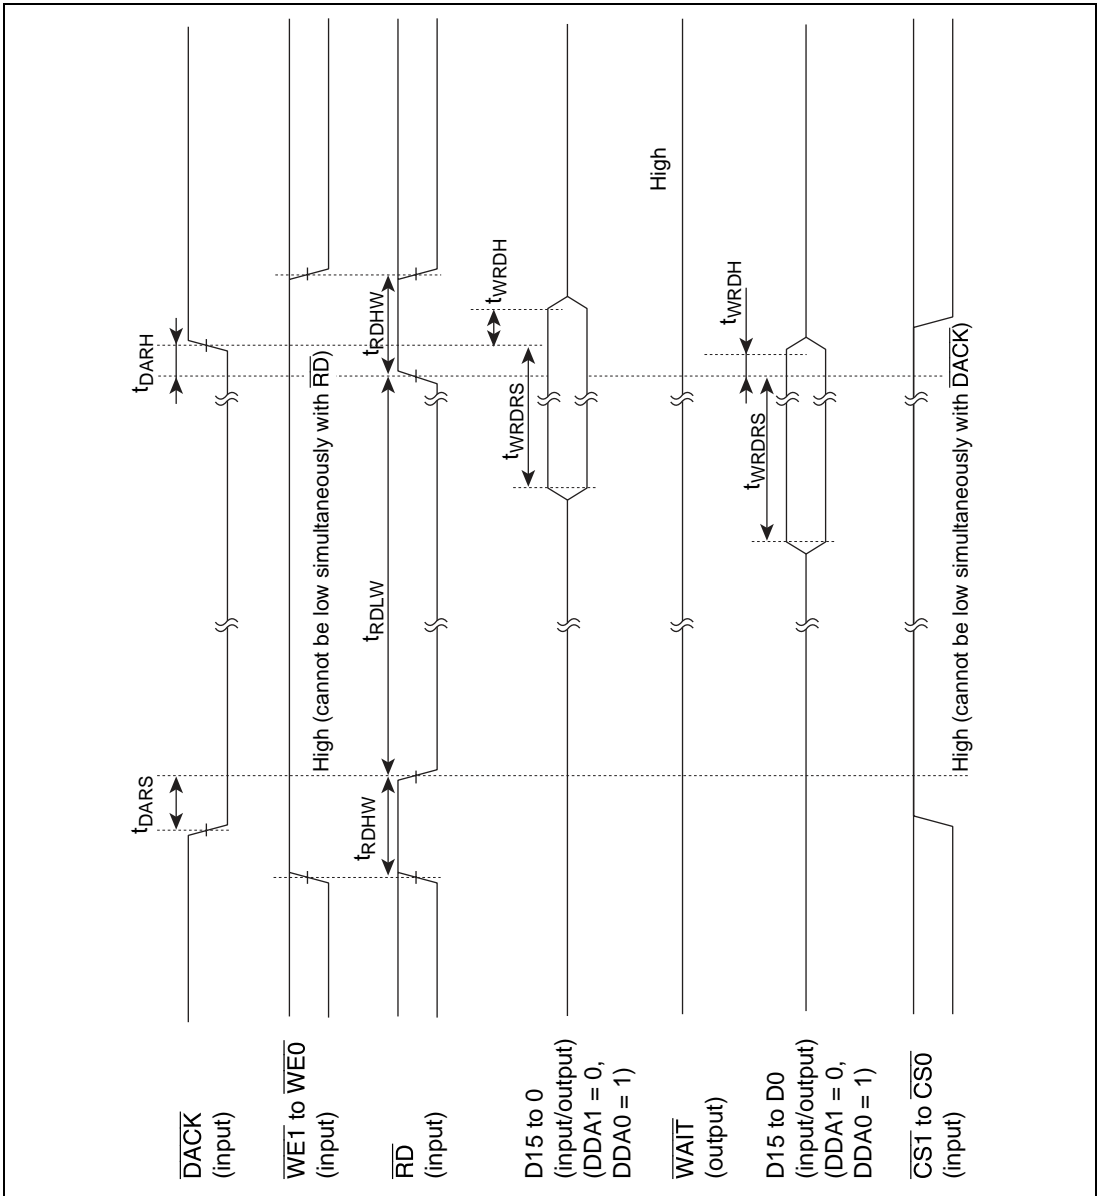 DACK
(input)
tDARS
tDARH
WE1 to WE0
(input)
High (cannot be low simultaneously with RD)
RD
(input)
tRDHW
tRDLW
tRDHW
D15 to 0
(input/output)
(DDA1 = 0,
DDA0 = 1)
tWRDRS
tWRDH
WAIT
(output)
High
D15 to D0
(input/output)
(DDA1 = 0,
DDA0 = 1)
tWRDRS
tWRDH
CS1 to CS0
(input)
High (cannot be low simultaneously with DACK)